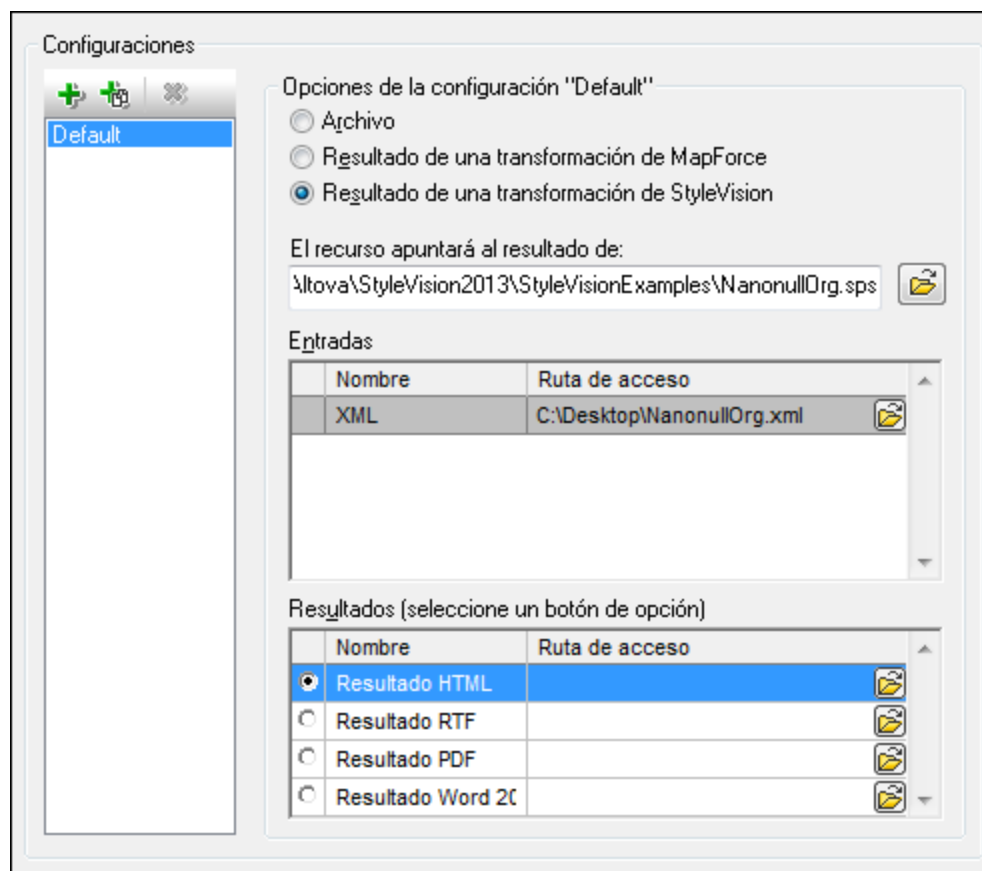 Configuraciones
Default
Opciones de la configuración "Default"
Archivo
Resultado de una transformación de MapForce
Resultado de una transformación de StyleVision
El recurso apuntará al resultado de:
\Altova\StyleVision2013\StyleVisionExamples\NanonullOrg.sps
Entradas
Nombre Ruta de acceso
XML C:\Desktop\NanonullOrg.xml
Resultados (seleccione un botón de opción)
Nombre Ruta de acceso
Resultado HTML
Resultado RTF
Resultado PDF
Resultado Word 20